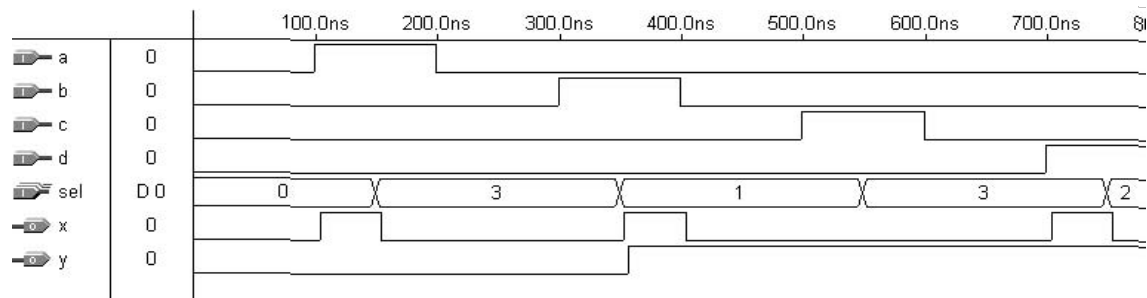 100.0ns 200.0ns 300.0ns 400.0ns 500.0ns 600.0ns 700.0ns
I a 0
I b 0
I c 0
I d 0
I sel D 0 0 3 1 3 2
O x 0
O y 0